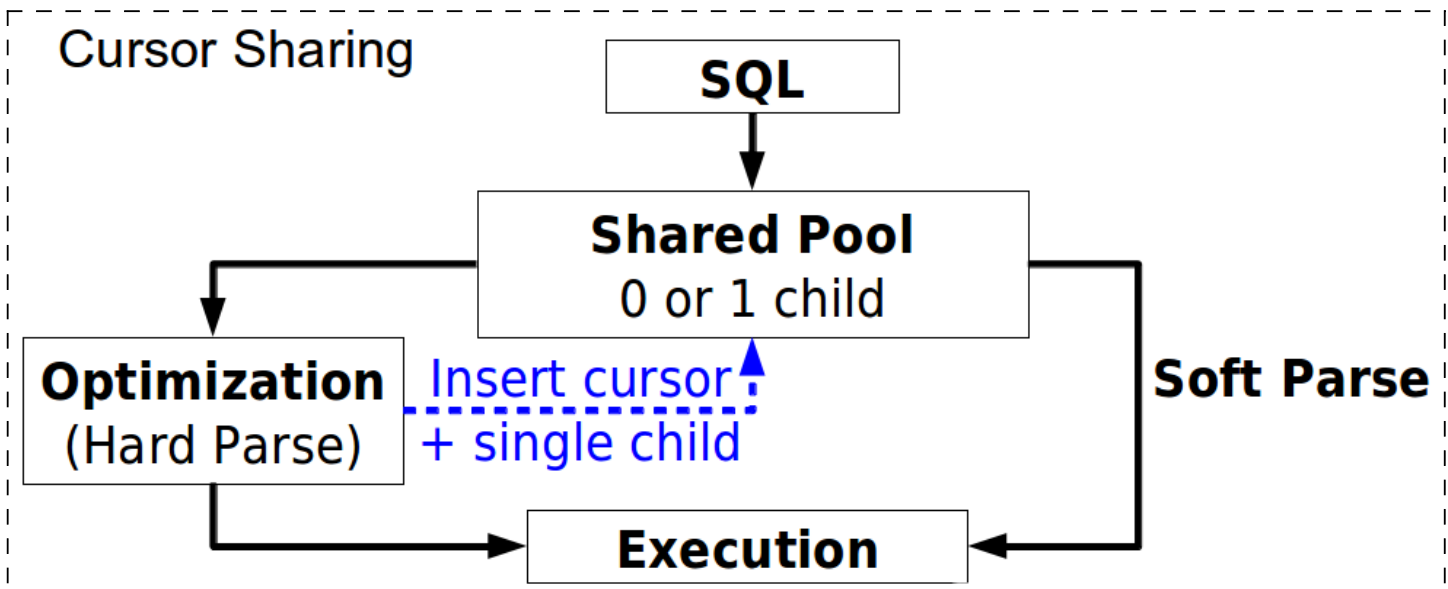 Cursor Sharing
SQL
Shared Pool
0 or 1 child
Optimization
(Hard Parse)
Insert cursor
+ single child
Soft Parse
Execution